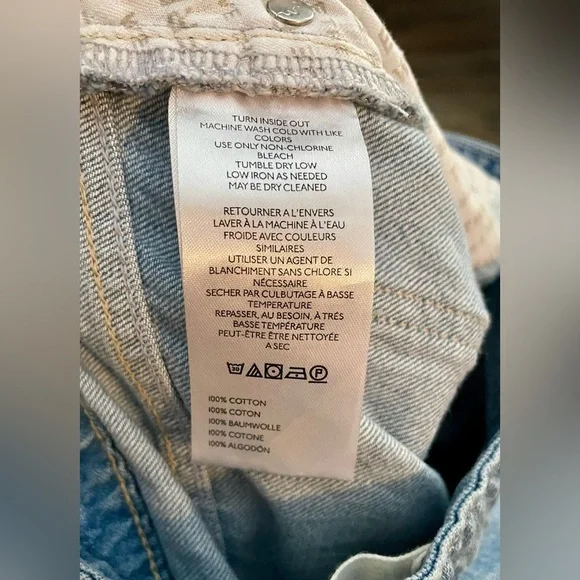 TURN INSIDE OUT
MACHINE WASH COLD WITH LIKE
COLORS
USE ONLY NON-CHLORINE
BLEACH
TUMBLE DRY LOW
LOW IRON AS NEEDED
MAY BE DRY CLEANED
RETOURNER A L'ENVERS
LAVER À LA MACHINE À L'EAU
FROIDE AVEC COULEURS
SIMILAIRES
UTILISER UN AGENT DE
BLANCHIMENT SANS CHLORE SI
NÉCESSAIRE
SECHER PAR CULBUTAGE À BASSE
TEMPERATURE
REPASSER, AU BESOIN, À TRÉS
BASSE TEMPÉRATURE
PEUT-ÊTRE ÊTRE NETTOYÉE
A SEC
30 P
100% COTTON
100% COTON
100% BAUMWOLLE
100% COTONE
100% ALGODÓN